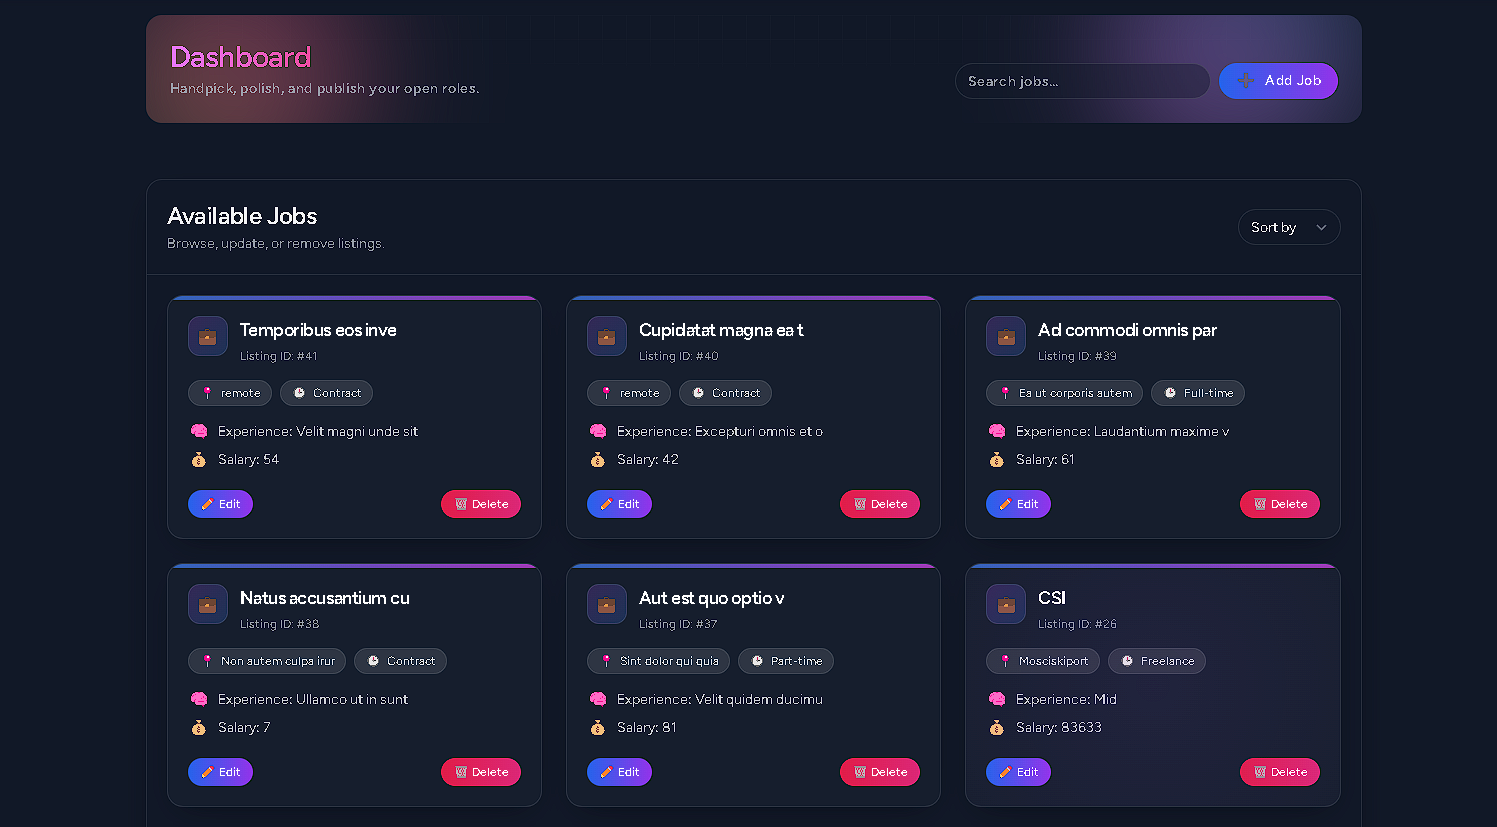 Dashboard
Handpick, polish, and publish your open roles.
Search jobs...
Add Job
Available Jobs
Browse, update, or remove listings.
Sort by
Temporibus eos inve
Listing ID: #41
remote
Contract
Experience: Velit magni unde sit
Salary: 54
Edit
Delete
Cupidatat magna ea t
Listing ID: #40
remote
Contract
Experience: Excepturi omnis et o
Salary: 42
Edit
Delete
Ad commodi omnis par
Listing ID: #39
Ea ut corporis autem
Full-time
Experience: Laudantium maxime v
Salary: 61
Edit
Delete
Natus accusantium cu
Listing ID: #38
Non autem culpa irur
Contract
Experience: Ullamco ut in sunt
Salary: 7
Edit
Delete
Aut est quo optio v
Listing ID: #37
Sint dolor qui quia
Part-time
Experience: Velit quidem ducimu
Salary: 81
Edit
Delete
CSI
Listing ID: #26
Mosciskiport
Freelance
Experience: Mid
Salary: 83633
Edit
Delete